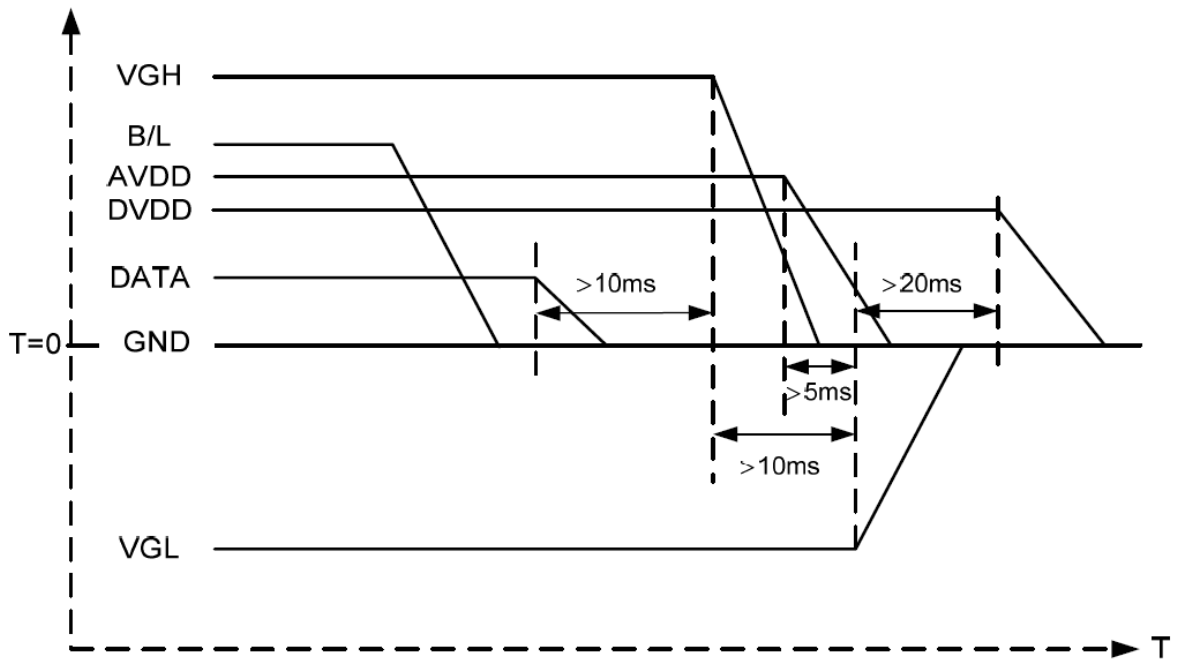 VGH
B/L
AVDD
DVDD
DATA
>10ms
>20ms
T=0
GND
>5ms
>10ms
VGL
T